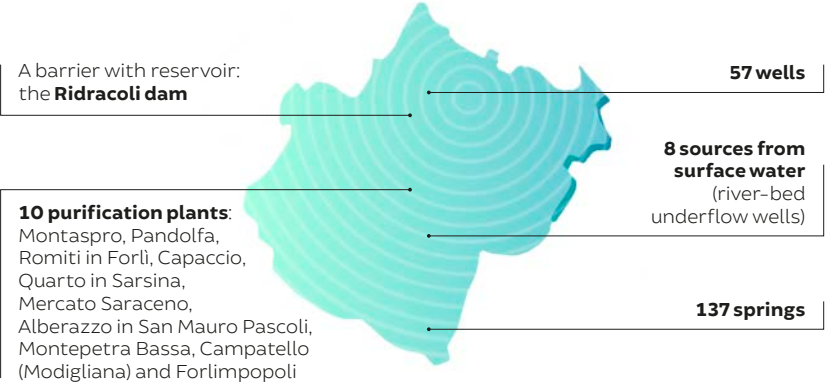 A barrier with reservoir:
the Ridracoli dam
10 purification plants:
Montaspro, Pandolfa,
Romiti in Forlì, Capaccio,
Quarto in Sarsina,
Mercato Saraceno,
Alberazzo in San Mauro Pascoli,
Montepetra Bassa, Campatello
(Modigliana) and Forlimpopoli
57 wells
8 sources from
surface water
(river-bed
underflow wells)
137 springs